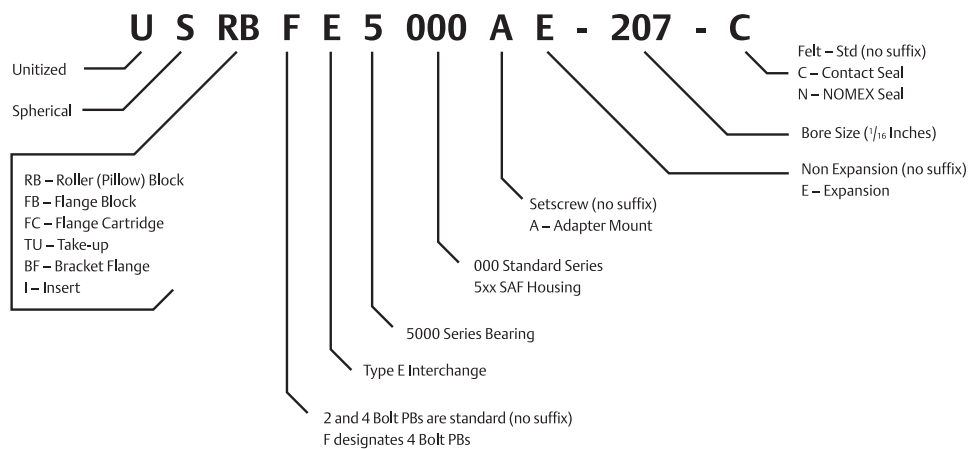 U S RB F E 5 000 A E - 207 - C
Unitized
Spherical
RB – Roller (Pillow) Block
FB – Flange Block
FC – Flange Cartridge
TU – Take-up
BF – Bracket Flange
I – Insert
Felt – Std (no suffix)
C – Contact Seal
N – NOMEX Seal
Bore Size (1/16 Inches)
Non Expansion (no suffix)
E – Expansion
Setscrew (no suffix)
A – Adapter Mount
000 Standard Series
5xx SAF Housing
5000 Series Bearing
Type E Interchange
2 and 4 Bolt PBs are standard (no suffix)
F designates 4 Bolt PBs